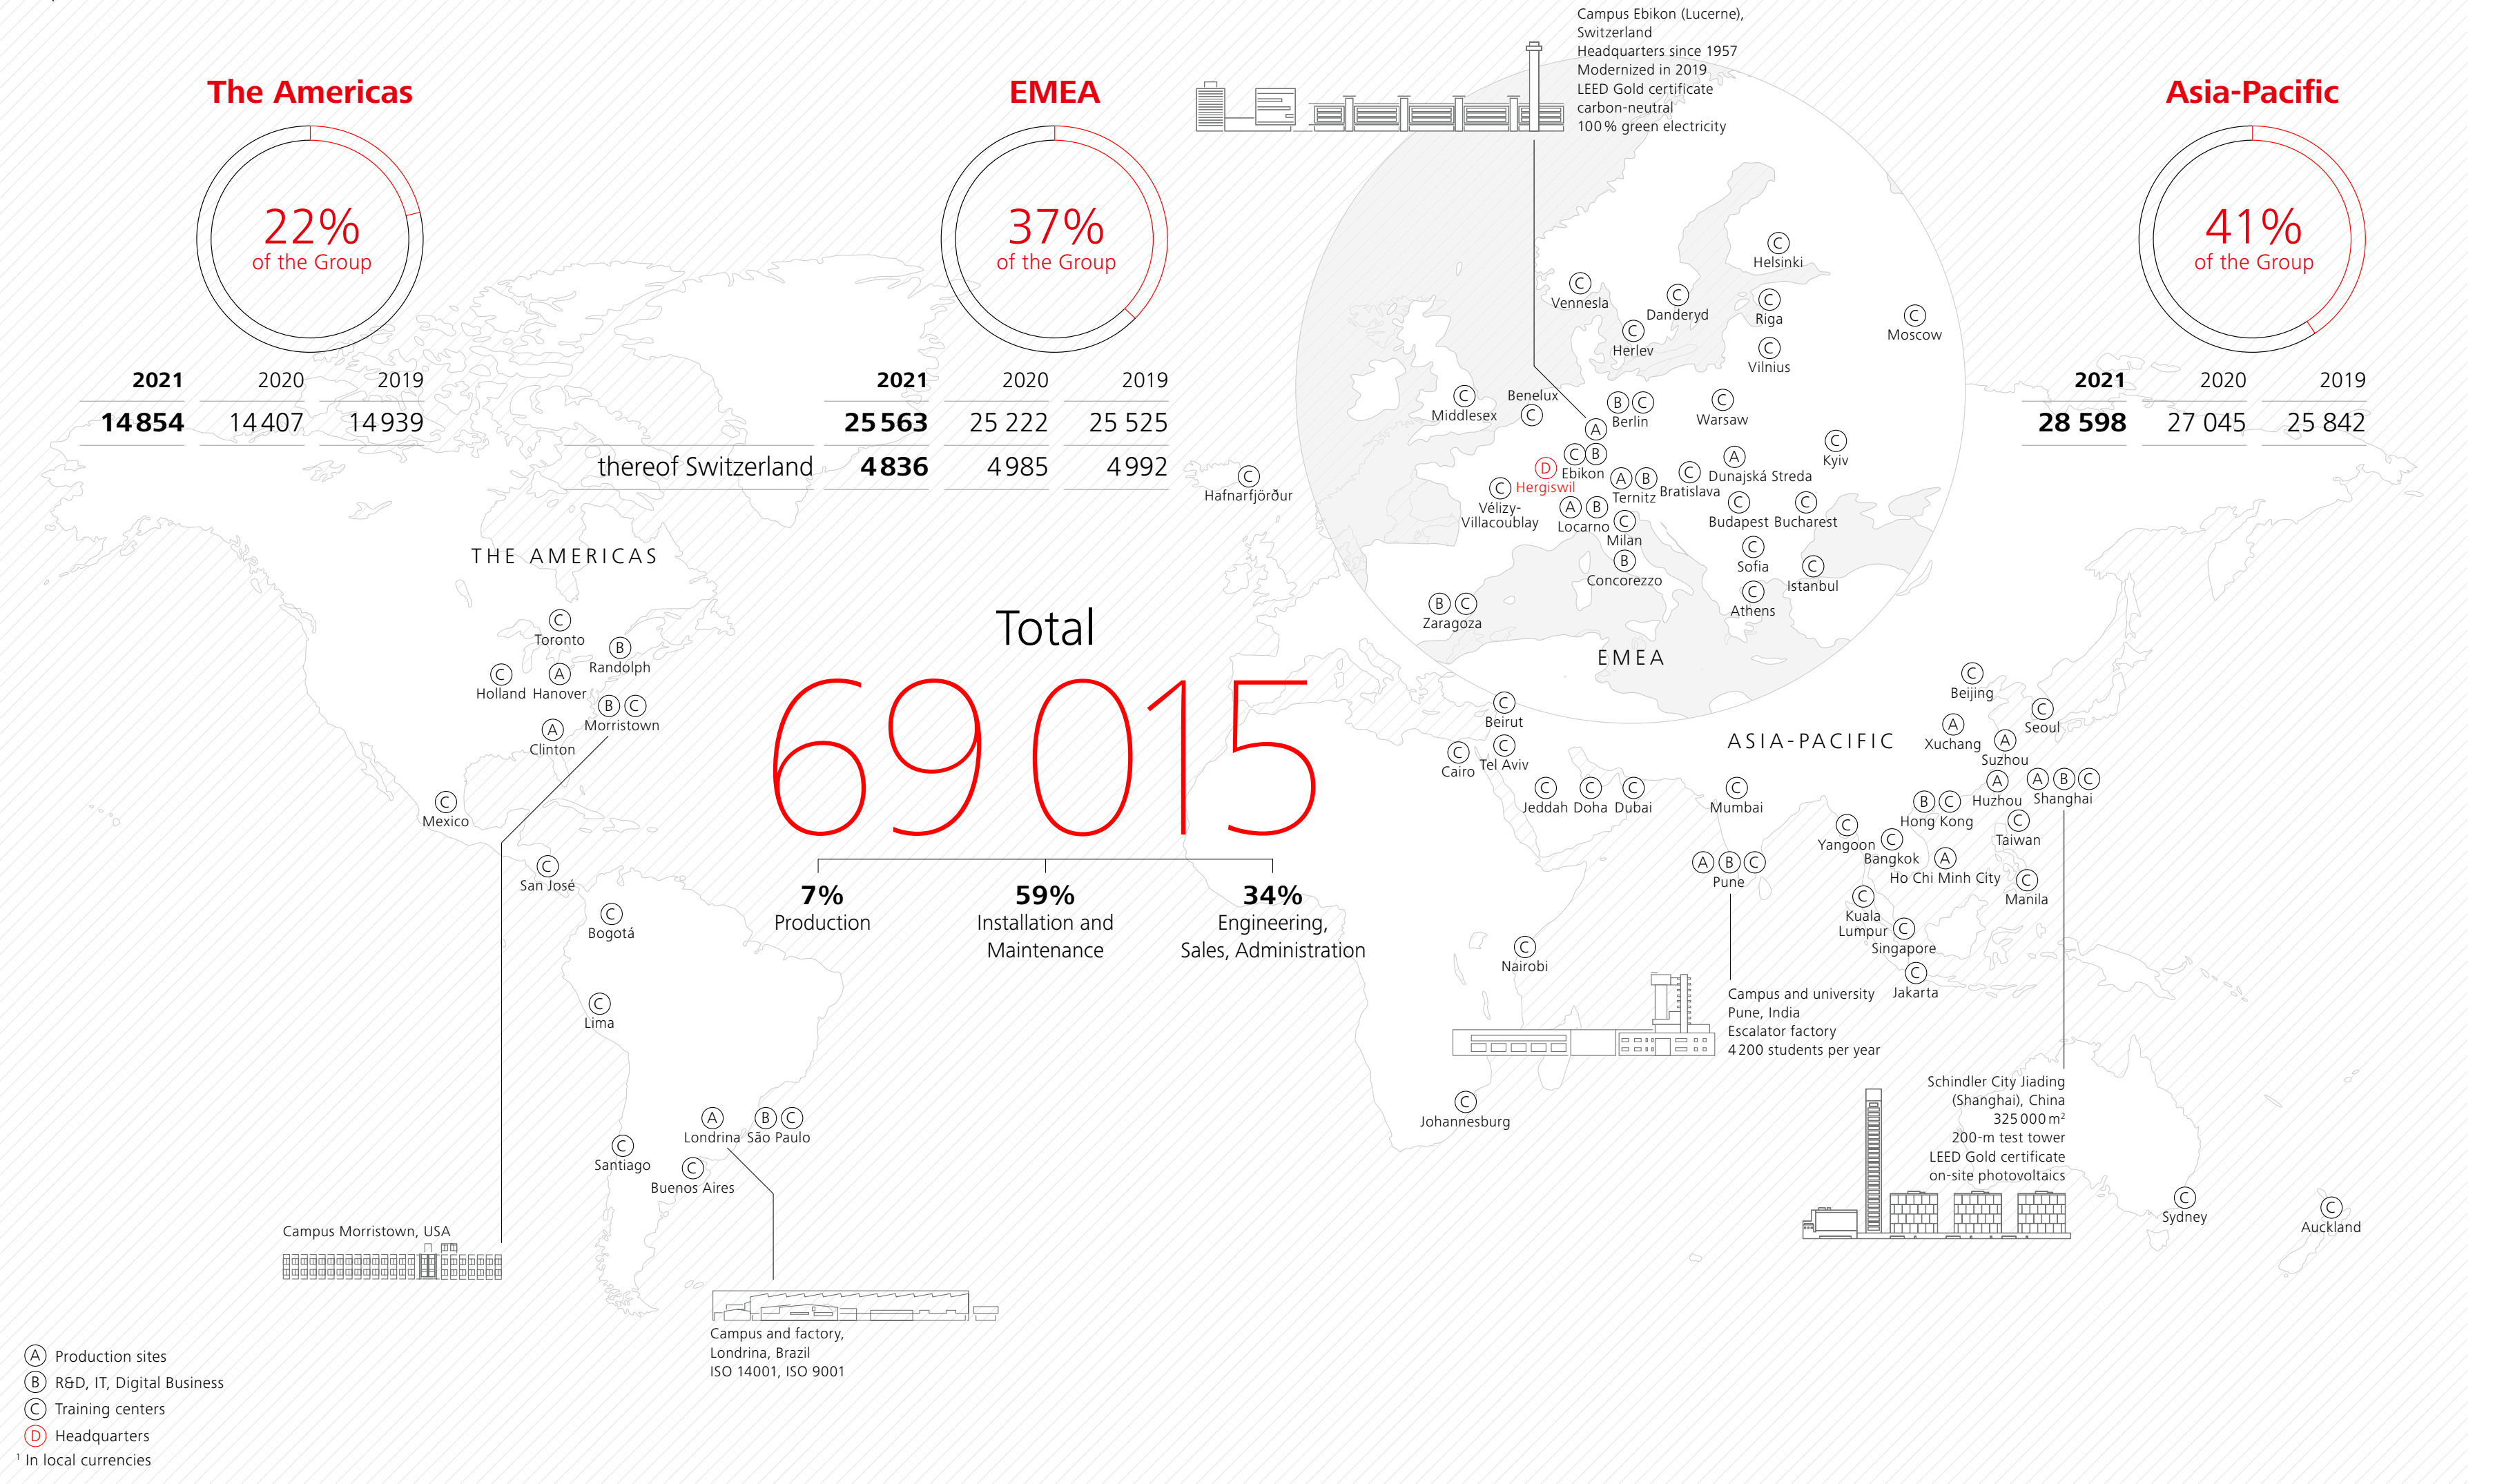 The Americas
22%
of the Group
2021 2020 2019
14 854 14 407 14 939
EMEA
37%
of the Group
2021 2020 2019
25 563 25 222 25 525
thereof Switzerland 4 836 4 985 4 992
Campus Ebikon (Lucerne),
Switzerland
Headquarters since 1957
Modernized in 2019
LEED Gold certificate
carbon-neutral
100% green electricity
Asia-Pacific
41%
of the Group
2021 2020 2019
28 598 27 045 25 842
C
Helsinki
C
Vennesla
C
Danderyd
C
Riga
C
Moscow
C
Herlev
C
Vilnius
C
Middlesex
Benelux
C
B C
Berlin
C
Warsaw
A
C B
Ebikon
D
Hergiswil
C
Kyiv
A
Dunajská Streda
C
Bratislava
A B
Ternitz
C
Vélizy-
Villacoublay
A B
Locarno
C
Milan
C
Budapest
C
Bucharest
B
Concorezzo
C
Sofia
C
Istanbul
C
Athens
B C
Zaragoza
C
Hafnarfjörður
EMEA
THE AMERICAS
C
Toronto
B
Randolph
C
Holland
A
Hanover
B C
Morristown
A
Clinton
C
Mexico
C
San José
C
Bogotá
C
Lima
A
Londrina
B C
São Paulo
C
Santiago
C
Buenos Aires
Total
69 015
7%
Production
59%
Installation and
Maintenance
34%
Engineering,
Sales, Administration
C
Beirut
C
Cairo
C
Tel Aviv
C
Jeddah
C
Doha
C
Dubai
C
Nairobi
C
Johannesburg
ASIA-PACIFIC
C
Beijing
C
Seoul
A
Xuchang
A
Suzhou
A
Huzhou
A B C
Shanghai
C
Mumbai
B C
Hong Kong
C
Taiwan
C
Yangoon
C
Bangkok
A
Ho Chi Minh City
A B C
Pune
C
Manila
C
Kuala
Lumpur
C
Singapore
C
Jakarta
C
Sydney
C
Auckland
Campus and university
Pune, India
Escalator factory
4 200 students per year
Schindler City Jiading
(Shanghai), China
325 000 m²
200-m test tower
LEED Gold certificate
on-site photovoltaics
Campus Morristown, USA
Campus and factory,
Londrina, Brazil
ISO 14001, ISO 9001
A Production sites
B R&D, IT, Digital Business
C Training centers
D Headquarters
¹ In local currencies